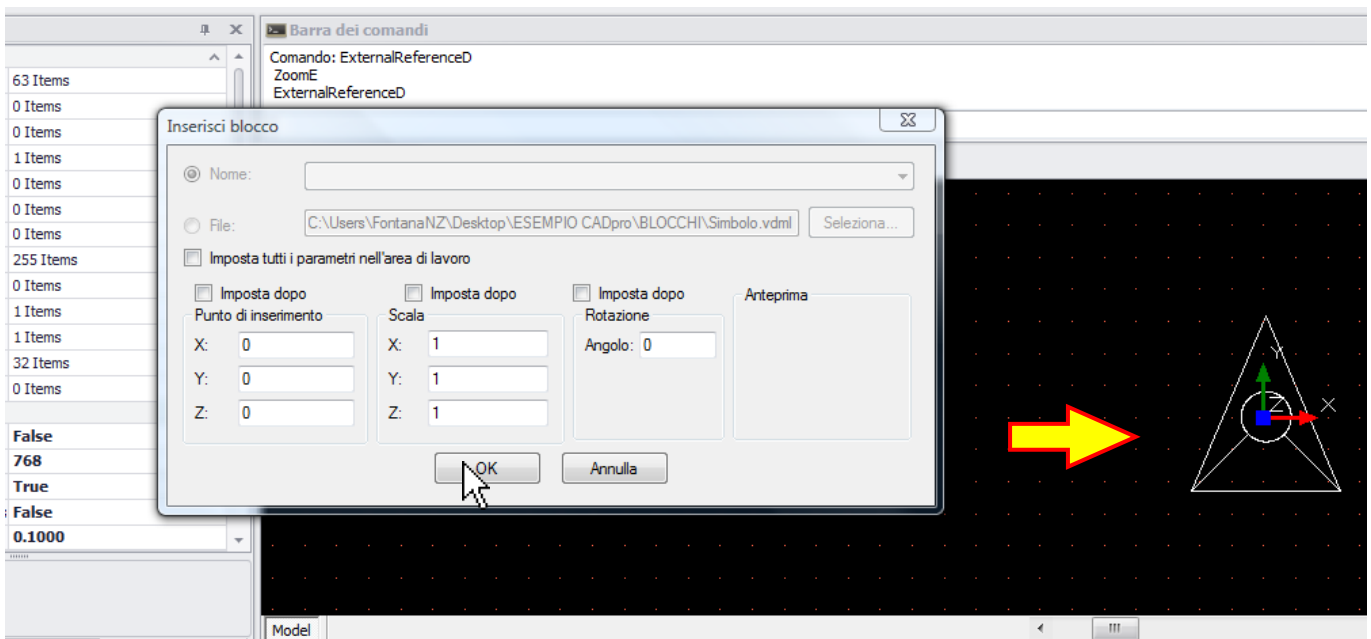 Barra dei comandi
Comando: ExternalReferenceD
ZoomE
ExternalReferenceD
63 Items
0 Items
0 Items
1 Items
0 Items
0 Items
0 Items
255 Items
0 Items
1 Items
1 Items
32 Items
0 Items
False
768
True
False
0.1000
Inserisci blocco
Nome:
File: C:\Users\FontanaNZ\Desktop\ESEMPIO CADpro\BLOCCHI\Simbolo.vdml Seleziona...
Imposta tutti i parametri nell'area di lavoro
Imposta dopo Imposta dopo Imposta dopo Anteprima
Punto di inserimento Scala Rotazione
X: 0 X: 1 Angolo: 0
Y: 0 Y: 1
Z: 0 Z: 1
OK Annulla
Y
Z X
Model